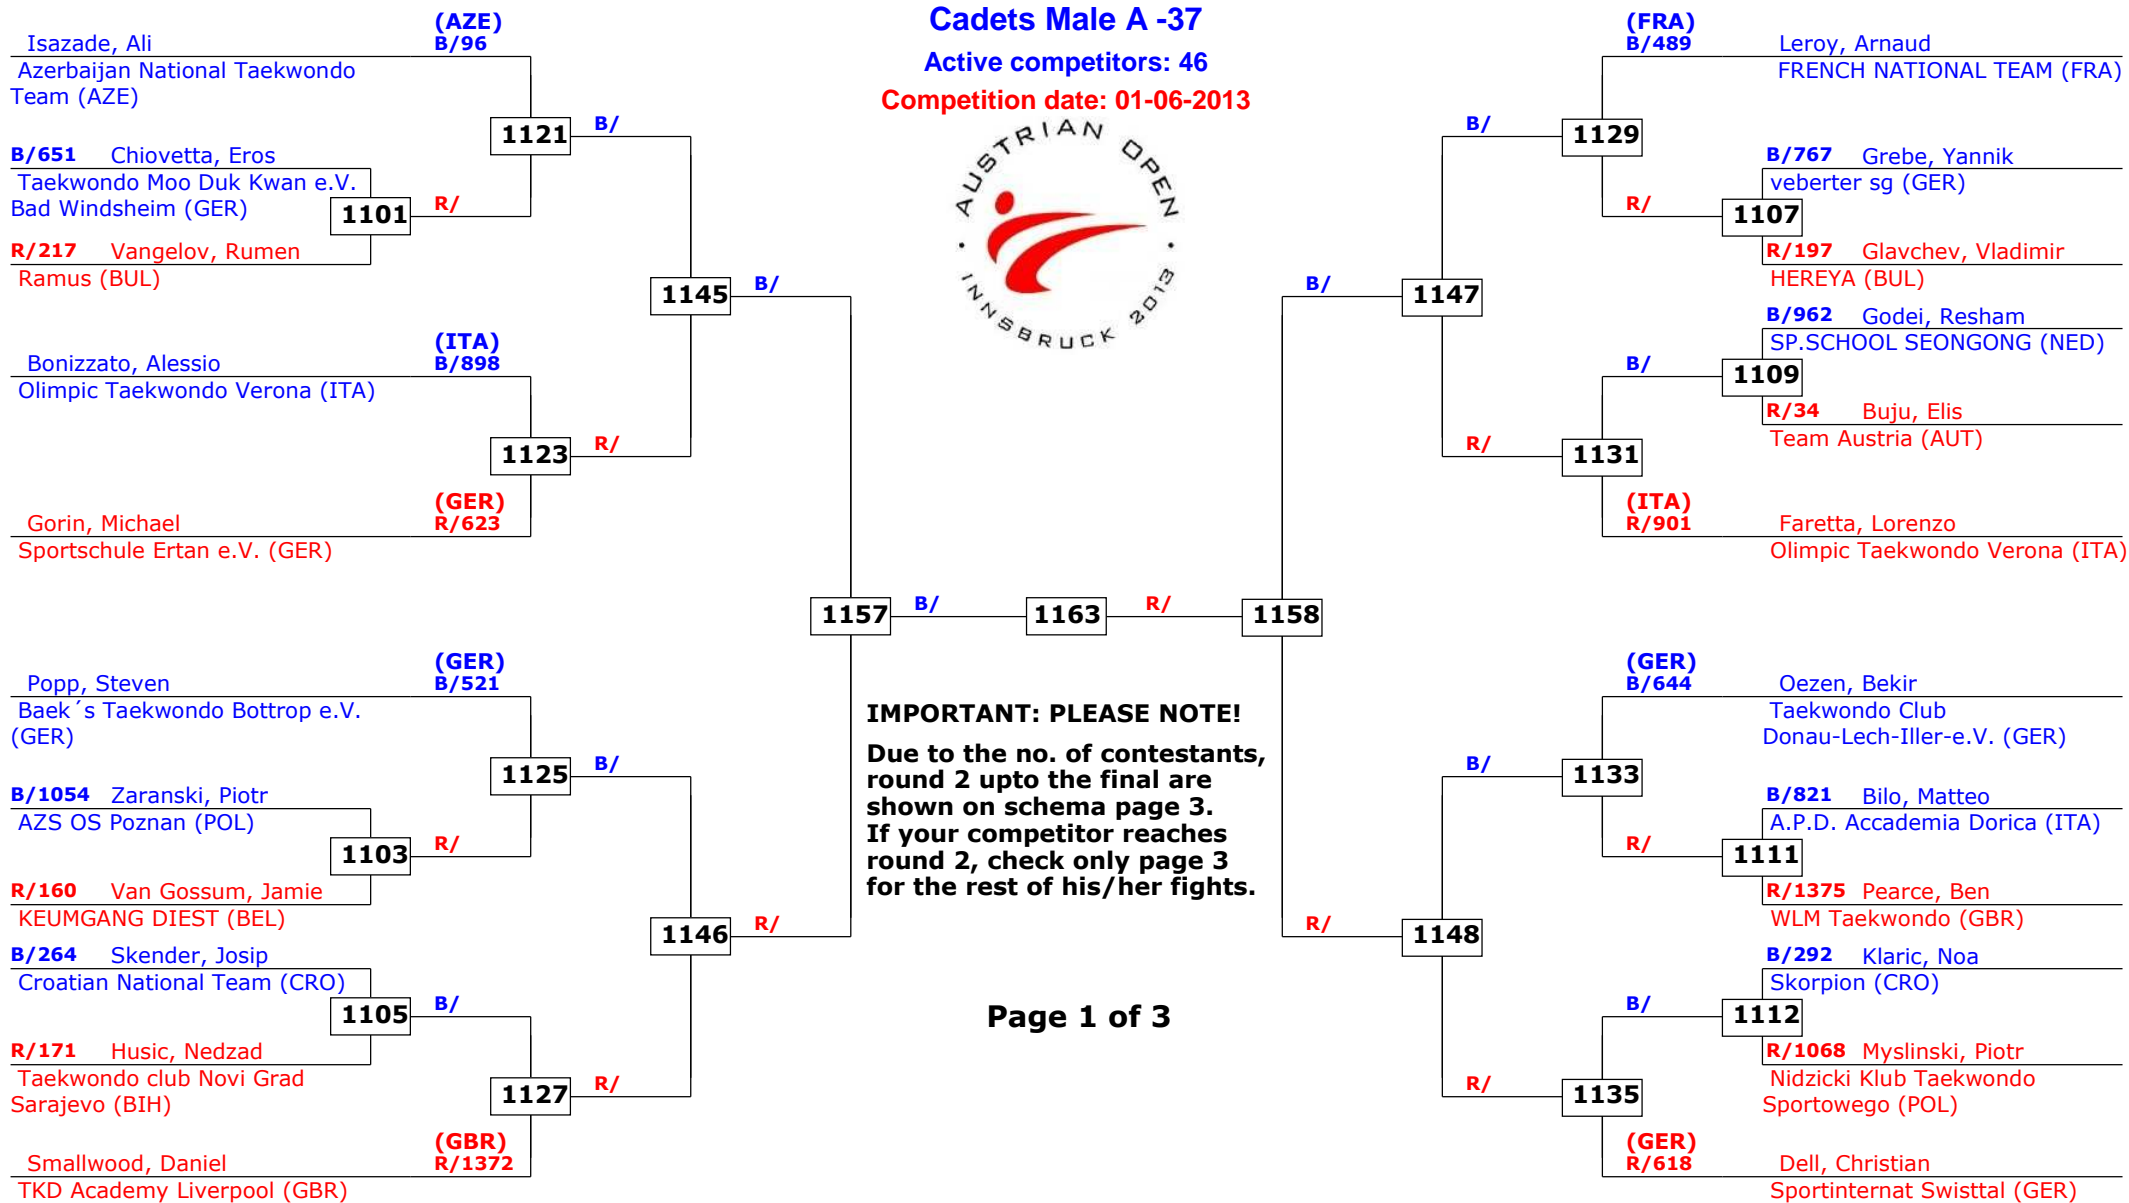 Cadets Male A -37
Active competitors: 46
Competition date: 01-06-2013
AUSTRIAN OPEN
· INNSBRUCK 2013 ·
(AZE)
Isazade, Ali B/96
Azerbaijan National Taekwondo
Team (AZE)
1121 B/
B/651 Chiovetta, Eros
Taekwondo Moo Duk Kwan e.V.
Bad Windsheim (GER)
1101 R/
R/217 Vangelov, Rumen
Ramus (BUL)
1145 B/
(ITA)
Bonizzato, Alessio B/898
Olimpic Taekwondo Verona (ITA)
1123 R/
(GER)
Gorin, Michael R/623
Sportschule Ertan e.V. (GER)
1157 B/ 1163 R/ 1158
(GER)
Popp, Steven B/521
Baek´s Taekwondo Bottrop e.V.
(GER)
1125 B/
B/1054 Zaranski, Piotr
AZS OS Poznan (POL)
1103 R/
R/160 Van Gossum, Jamie
KEUMGANG DIEST (BEL)
1146 R/
B/264 Skender, Josip
Croatian National Team (CRO)
1105 B/
R/171 Husic, Nedzad
Taekwondo club Novi Grad
Sarajevo (BIH)
1127 R/
(GBR)
Smallwood, Daniel R/1372
TKD Academy Liverpool (GBR)
IMPORTANT: PLEASE NOTE!
Due to the no. of contestants,
round 2 upto the final are
shown on schema page 3.
If your competitor reaches
round 2, check only page 3
for the rest of his/her fights.
Page 1 of 3
(FRA)
B/489 Leroy, Arnaud
FRENCH NATIONAL TEAM (FRA)
B/ 1129
B/767 Grebe, Yannik
veberter sg (GER)
R/ 1107
R/197 Glavchev, Vladimir
HEREYA (BUL)
B/ 1147
B/962 Godei, Resham
SP.SCHOOL SEONGONG (NED)
B/ 1109
R/34 Buju, Elis
Team Austria (AUT)
R/ 1131
(ITA)
R/901 Faretta, Lorenzo
Olimpic Taekwondo Verona (ITA)
(GER)
B/644 Oezen, Bekir
Taekwondo Club
Donau-Lech-Iller-e.V. (GER)
B/ 1133
B/821 Bilo, Matteo
A.P.D. Accademia Dorica (ITA)
R/ 1111
R/1375 Pearce, Ben
WLM Taekwondo (GBR)
R/ 1148
B/292 Klaric, Noa
Skorpion (CRO)
B/ 1112
R/1068 Myslinski, Piotr
Nidzicki Klub Taekwondo
Sportowego (POL)
R/ 1135
(GER)
R/618 Dell, Christian
Sportinternat Swisttal (GER)